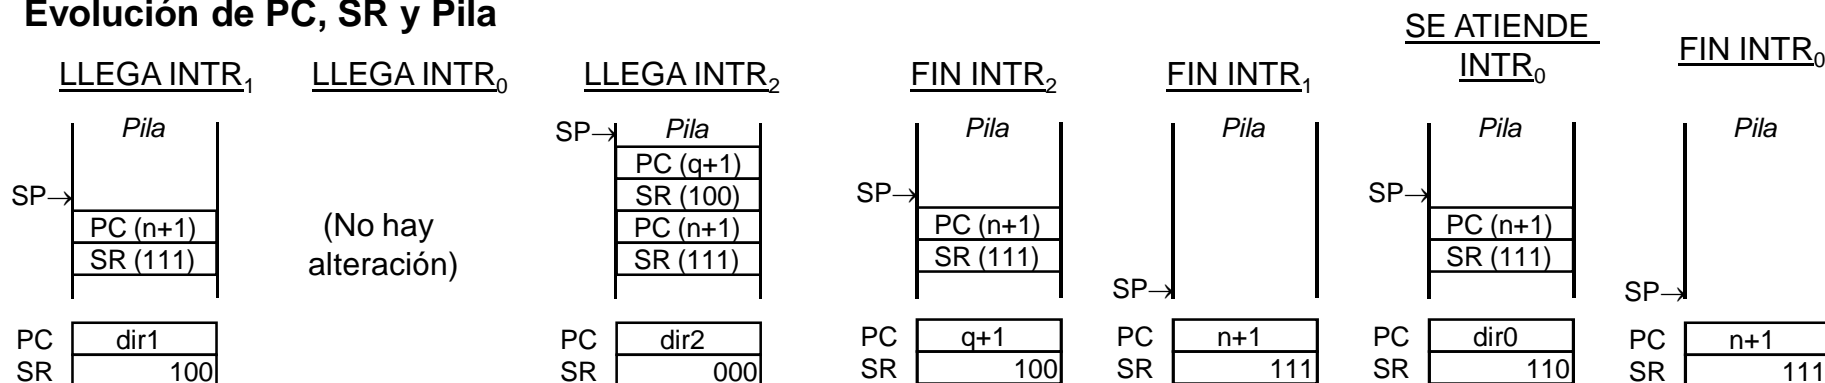 Evolución de PC, SR y Pila
LLEGA INTR₁
LLEGA INTR₀
LLEGA INTR₂
FIN INTR₂
FIN INTR₁
SE ATIENDE
INTR₀
FIN INTR₀
Pila
SP→
PC (n+1)
SR (111)
PC dir1
SR 100
(No hay
alteración)
SP→ Pila
PC (q+1)
SR (100)
PC (n+1)
SR (111)
PC dir2
SR 000
Pila
SP→
PC (n+1)
SR (111)
PC q+1
SR 100
Pila
SP→
PC n+1
SR 111
Pila
SP→
PC (n+1)
SR (111)
PC dir0
SR 110
Pila
SP→
PC n+1
SR 111